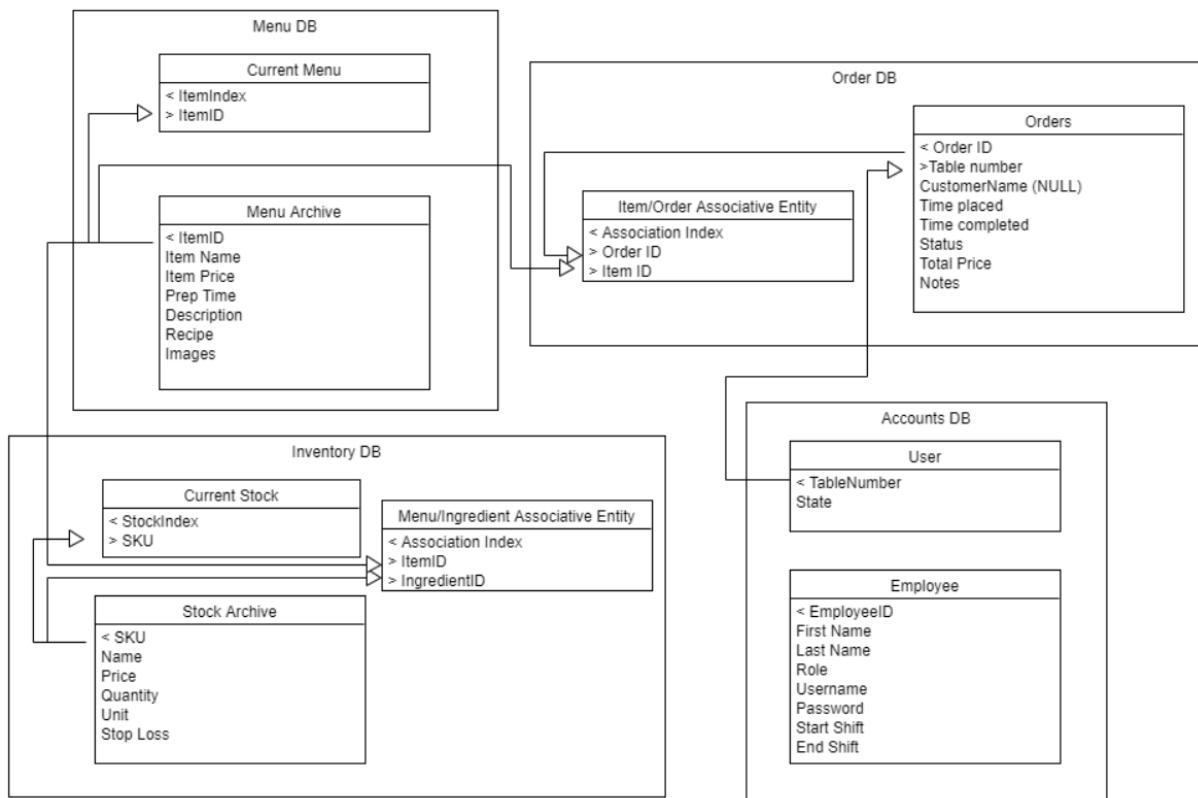 Menu DB
Current Menu
< ItemIndex
> ItemID
Menu Archive
< ItemID
Item Name
Item Price
Prep Time
Description
Recipe
Images
Order DB
Orders
< Order ID
>Table number
CustomerName (NULL)
Time placed
Time completed
Status
Total Price
Notes
Item/Order Associative Entity
< Association Index
> Order ID
> Item ID
Inventory DB
Current Stock
< StockIndex
> SKU
Menu/Ingredient Associative Entity
< Association Index
> ItemID
> IngredientID
Stock Archive
< SKU
Name
Price
Quantity
Unit
Stop Loss
Accounts DB
User
< TableNumber
State
Employee
< EmployeeID
First Name
Last Name
Role
Username
Password
Start Shift
End Shift